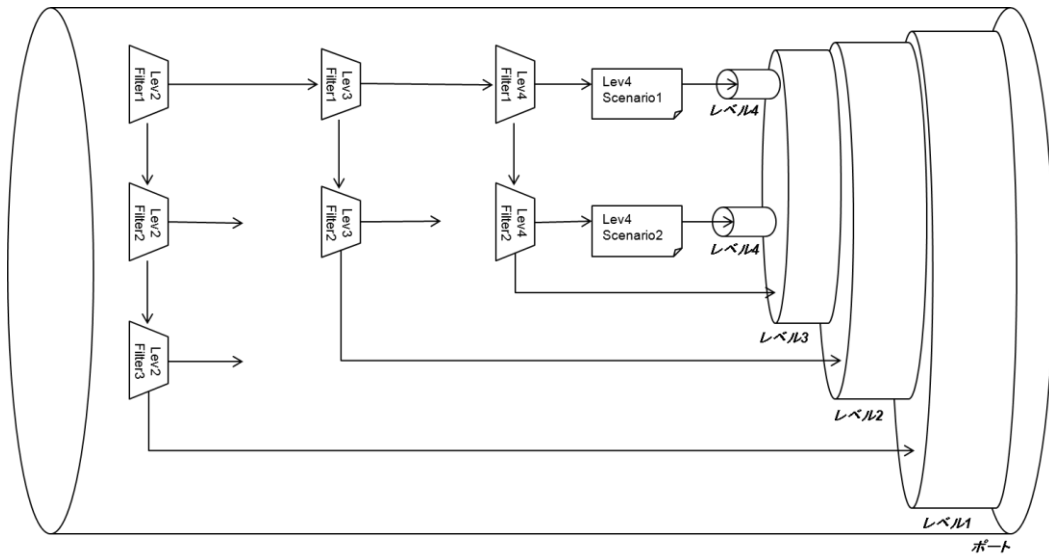 Lev2
Filter1
Lev3
Filter1
Lev4
Filter1
Lev4
Scenario1
レベル4
Lev2
Filter2
Lev3
Filter2
Lev4
Filter2
Lev4
Scenario2
レベル4
レベル3
Lev2
Filter3
レベル2
レベル1
ポート